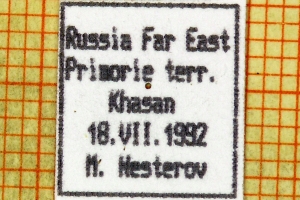 Russia Far East
Primorie terr.
Khasan
18.VII.1992
M. Nesterov